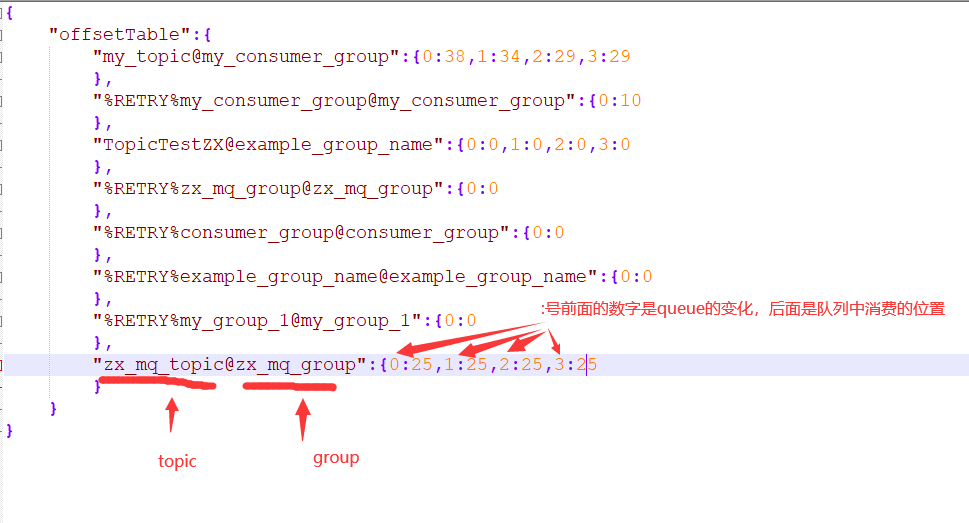 {
"offsetTable":{
"my_topic@my_consumer_group":{0:38,1:34,2:29,3:29
},
"%RETRY%my_consumer_group@my_consumer_group":{0:10
},
"TopicTestZX@example_group_name":{0:0,1:0,2:0,3:0
},
"%RETRY%zx_mq_group@zx_mq_group":{0:0
},
"%RETRY%consumer_group@consumer_group":{0:0
},
"%RETRY%example_group_name@example_group_name":{0:0
},
:号前面的数字是queue的变化，后面是队列中消费的位置
"%RETRY%my_group_1@my_group_1":{0:0
},
"zx_mq_topic@zx_mq_group":{0:25,1:25,2:25,3:25
}
}
}
topic
group